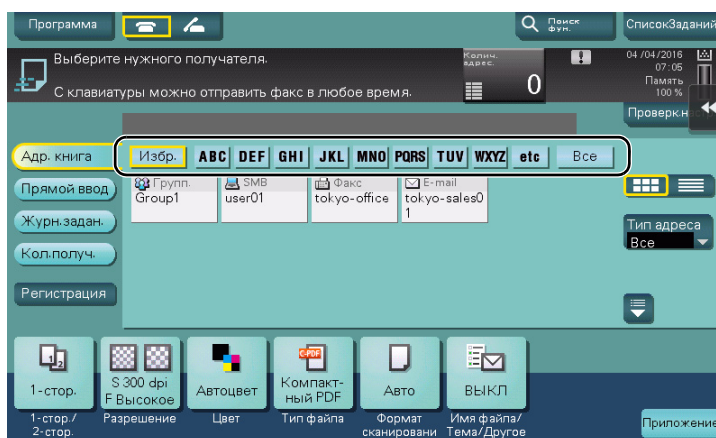 Программа
Поиск
фун.
СписокЗаданий
Выберите нужного получателя.
С клавиатуры можно отправить факс в любое время.
Колич.
адрес.
0
04/04/2016
07:05
Память
100 %
Адр. книга
Избр. ABC DEF GHI JKL MNO PQRS TUV WXYZ etc Все
Прямой ввод
Групп.
Group1
SMB
user01
Факс
tokyo-office
E-mail
tokyo-sales0
1
Журн.задан.
Тип адреса
Все
Кол.получ.
Регистрация
1-стор.
S 300 dpi
F Высокое
Автоцвет
C-PDF
Компакт-
ный PDF
Авто
ВЫКЛ
1-стор./
2-стор.
Разрешение
Цвет
Тип файла
Формат
сканировани
Имя файла/
Тема/Другое
Приложение